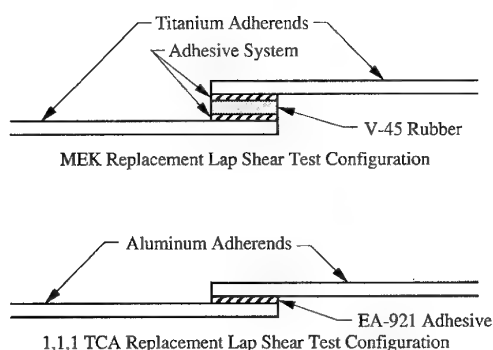 Titanium Adherends
Adhesive System
V-45 Rubber
MEK Replacement Lap Shear Test Configuration
Aluminum Adherends
EA-921 Adhesive
1,1,1 TCA Replacement Lap Shear Test Configuration